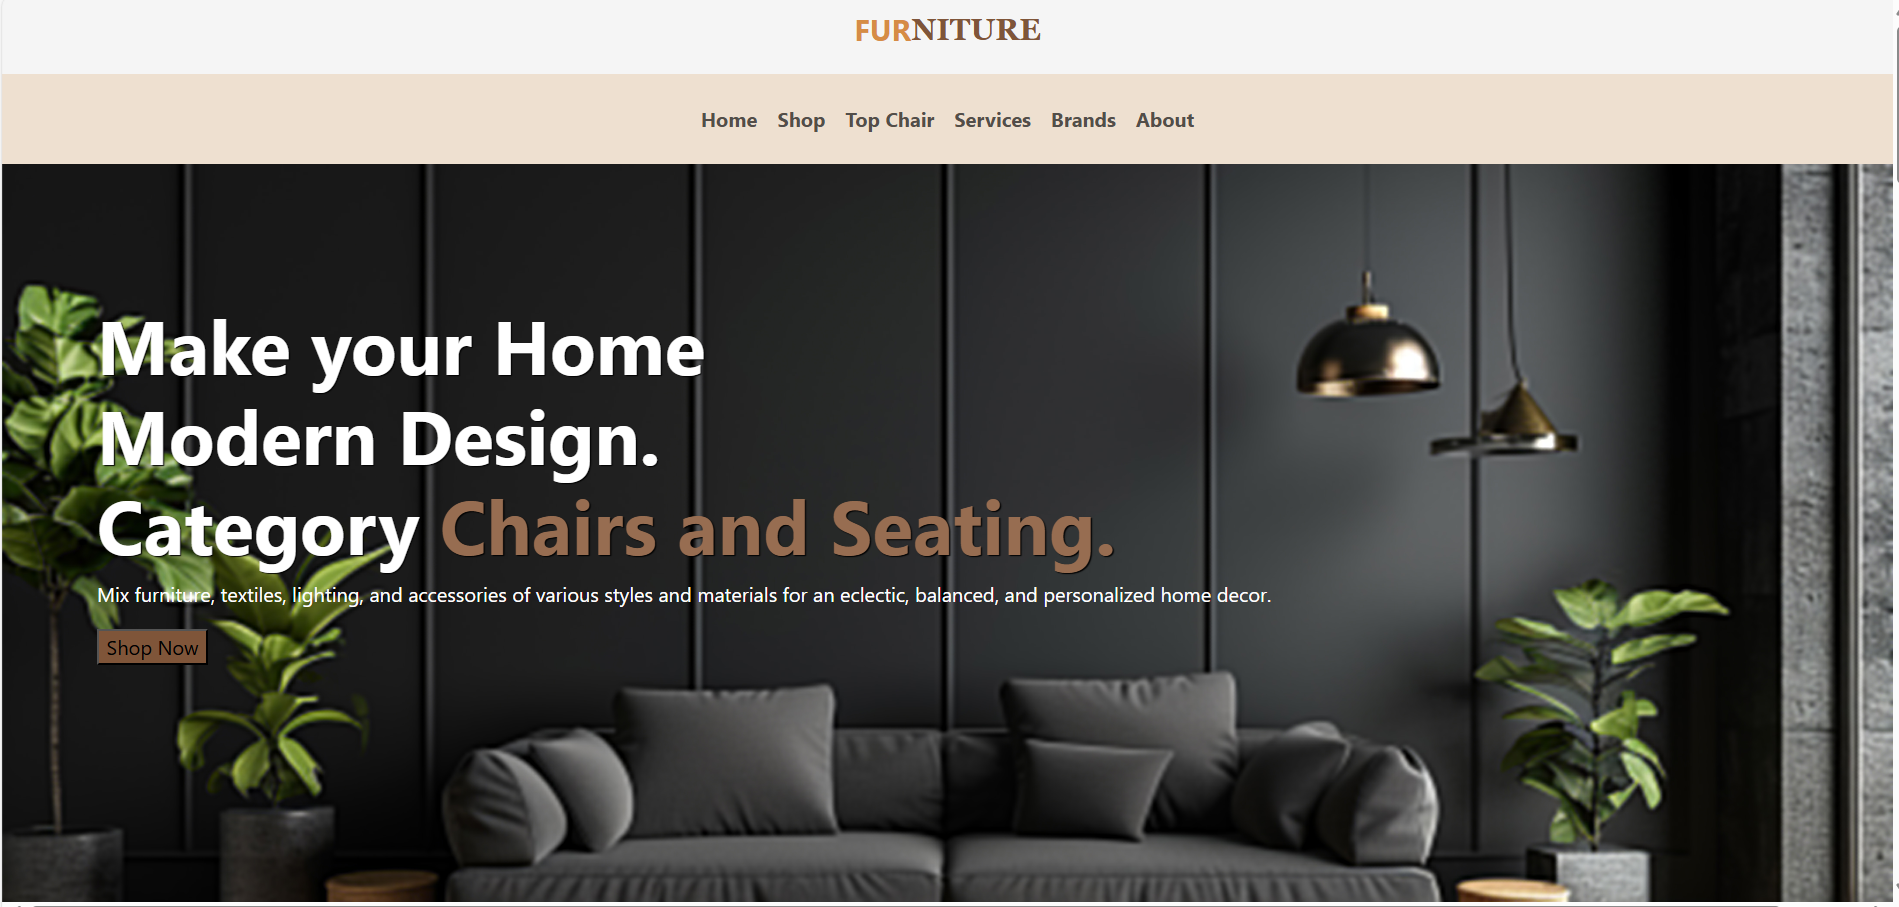 FURNITURE
Home Shop Top Chair Services Brands About
Make your Home
Modern Design.
Category Chairs and Seating.
Mix furniture, textiles, lighting, and accessories of various styles and materials for an eclectic, balanced, and personalized home decor.
Shop Now